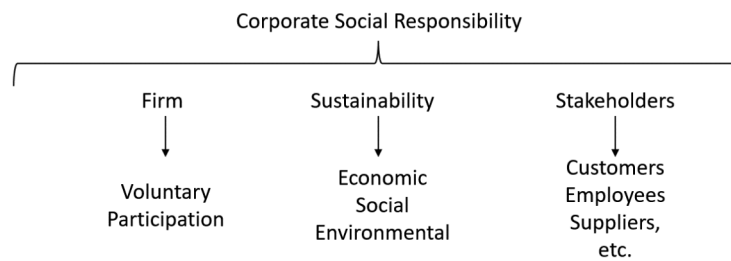 Corporate Social Responsibility
Firm
Sustainability
Stakeholders
Voluntary
Participation
Economic
Social
Environmental
Customers
Employees
Suppliers,
etc.